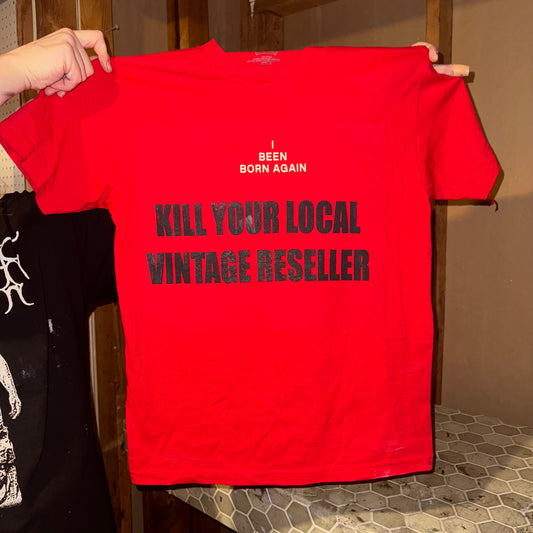 I
BEEN
BORN AGAIN
KILL YOUR LOCAL
VINTAGE RESELLER